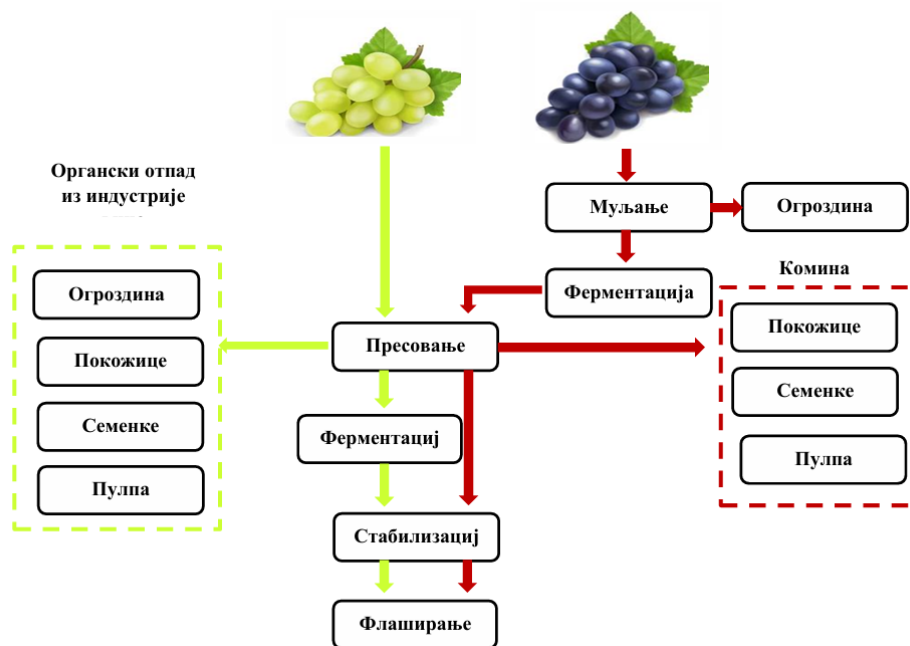 Органски отпад
из индустрије
Муљање
Огроздина
Комина
Огроздина
Ферментација
Покожице
Пресовање
Покожице
Семенке
Семенке
Ферментациј
Пулпа
Пулпа
Стабилизациј
Флаширање